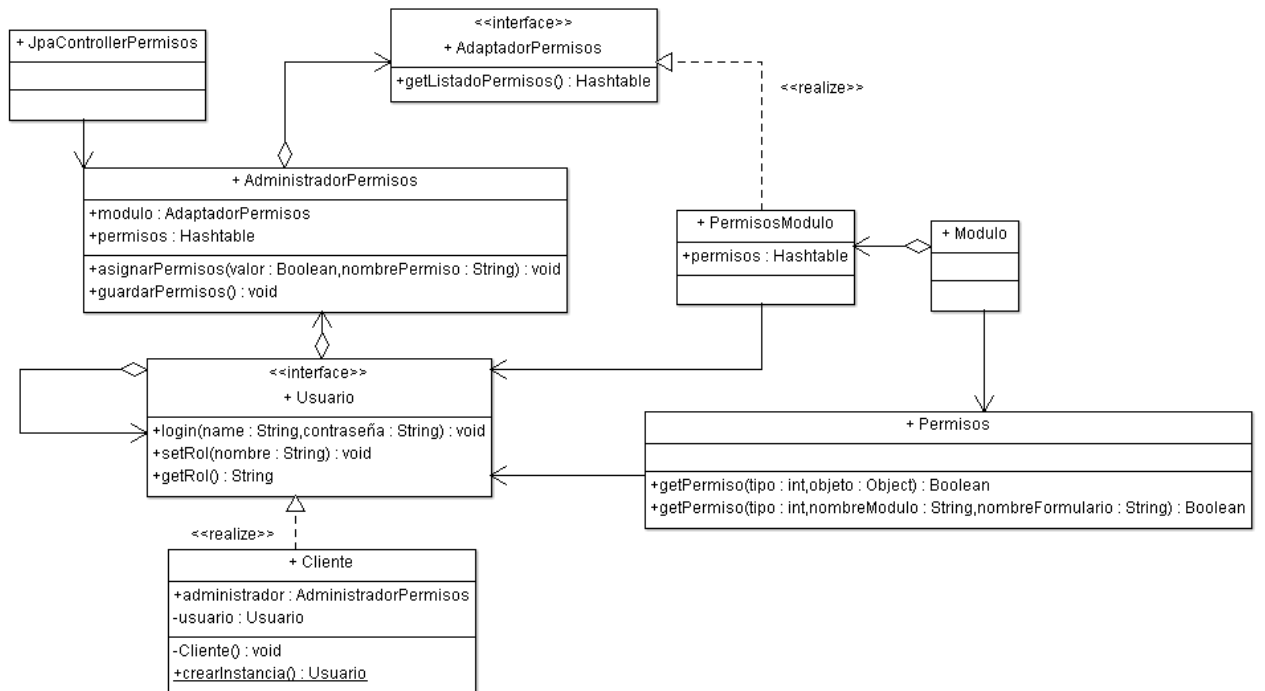 + JpaControllerPermisos
<<interface>>
+ AdaptadorPermisos
+getListadoPermisos() : Hashtable
<<realize>>
+ AdministradorPermisos
+modulo : AdaptadorPermisos
+permisos : Hashtable
+asignarPermisos(valor : Boolean,nombrePermiso : String) : void
+guardarPermisos() : void
+ PermisosModulo
+permisos : Hashtable
+ Modulo
<<interface>>
+ Usuario
+login(name : String,contraseña : String) : void
+setRol(nombre : String) : void
+getRol() : String
+ Permisos
+getPermiso(tipo : int,objeto : Object) : Boolean
+getPermiso(tipo : int,nombreModulo : String,nombreFormulario : String) : Boolean
<<realize>>
+ Cliente
+administrador : AdministradorPermisos
-usuario : Usuario
-Cliente() : void
+crearInstancia() : Usuario